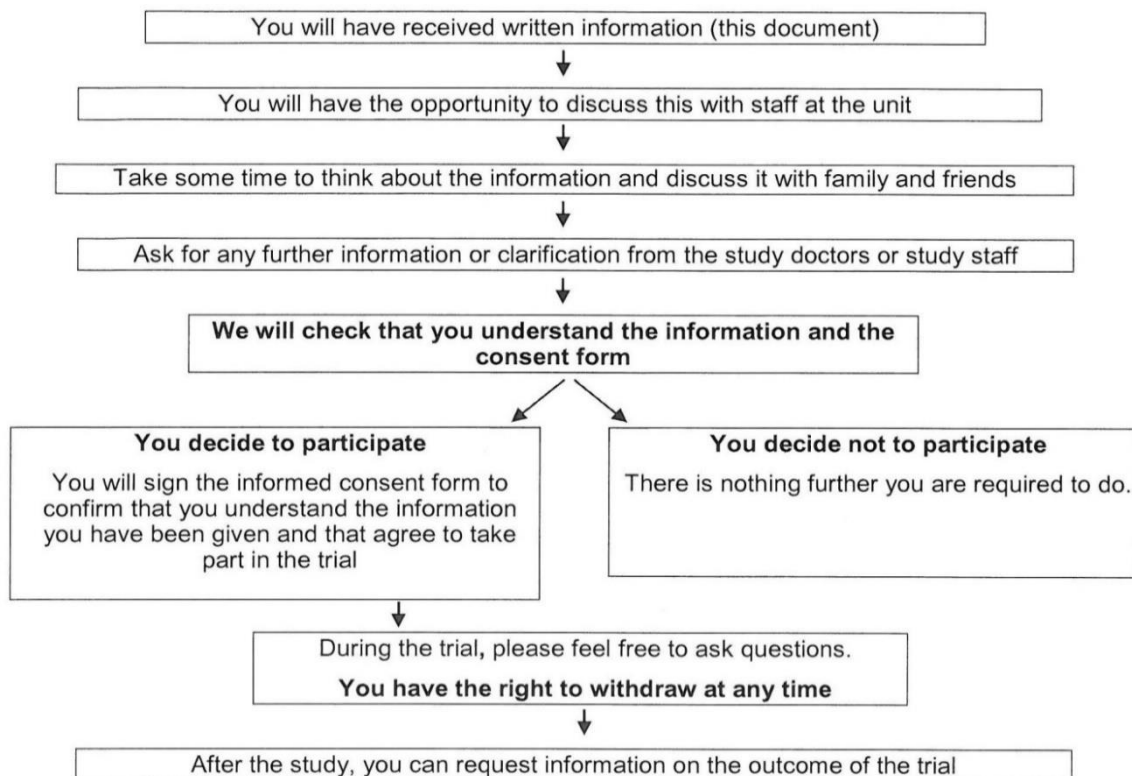 You will have received written information (this document)
You will have the opportunity to discuss this with staff at the unit
Take some time to think about the information and discuss it with family and friends
Ask for any further information or clarification from the study doctors or study staff
We will check that you understand the information and the
consent form
You decide to participate
You will sign the informed consent form to
confirm that you understand the information
you have been given and that agree to take
part in the trial
You decide not to participate
There is nothing further you are required to do.
During the trial, please feel free to ask questions.
You have the right to withdraw at any time
After the study, you can request information on the outcome of the trial